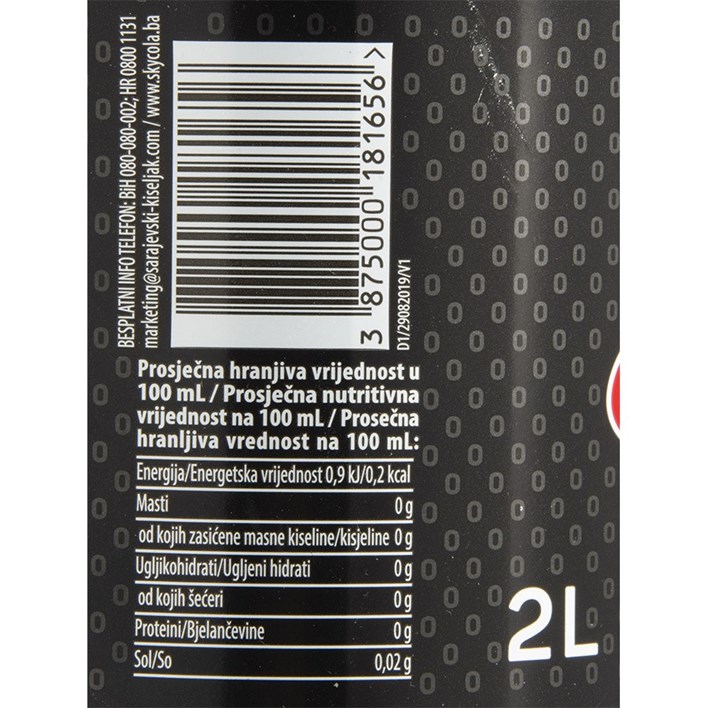 BESPLATNI INFO TELEFON: BiH 080-080-002; HR 0800 1131
marketing@sarajevski-kiseljak.com / www.skycola.ba
3 875000 181656 >
D1/29082019/V1
Prosječna hranjiva vrijednost u
100 mL / Prosječna nutritivna
vrijednost na 100 mL / Prosečna
hranljiva vrednost na 100 mL:
Energija/Energetska vrijednost 0,9 kJ/0,2 kcal
Masti 0 g
od kojih zasićene masne kiseline/kisjeline 0 g
Ugljikohidrati/Ugljeni hidrati 0 g
od kojih šećeri 0 g
Proteini/Bjelančevine 0 g
Sol/So 0,02 g
2L